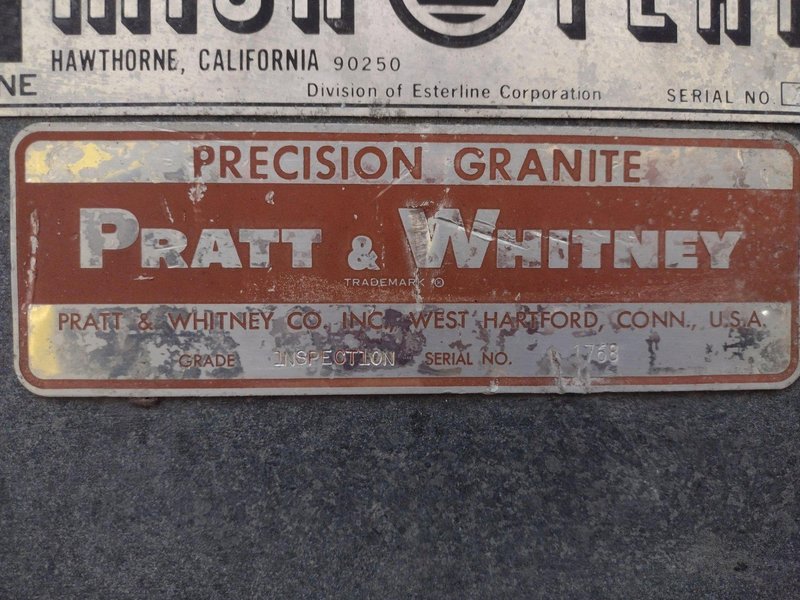 HAWTHORNE, CALIFORNIA 90250
NE
Division of Esterline Corporation SERIAL NO.
PRECISION GRANITE
PRATT & WHITNEY
TRADEMARK ®
PRATT & WHITNEY CO. INC., WEST HARTFORD, CONN., U.S.A.
GRADE INSPECTION SERIAL NO. 1768